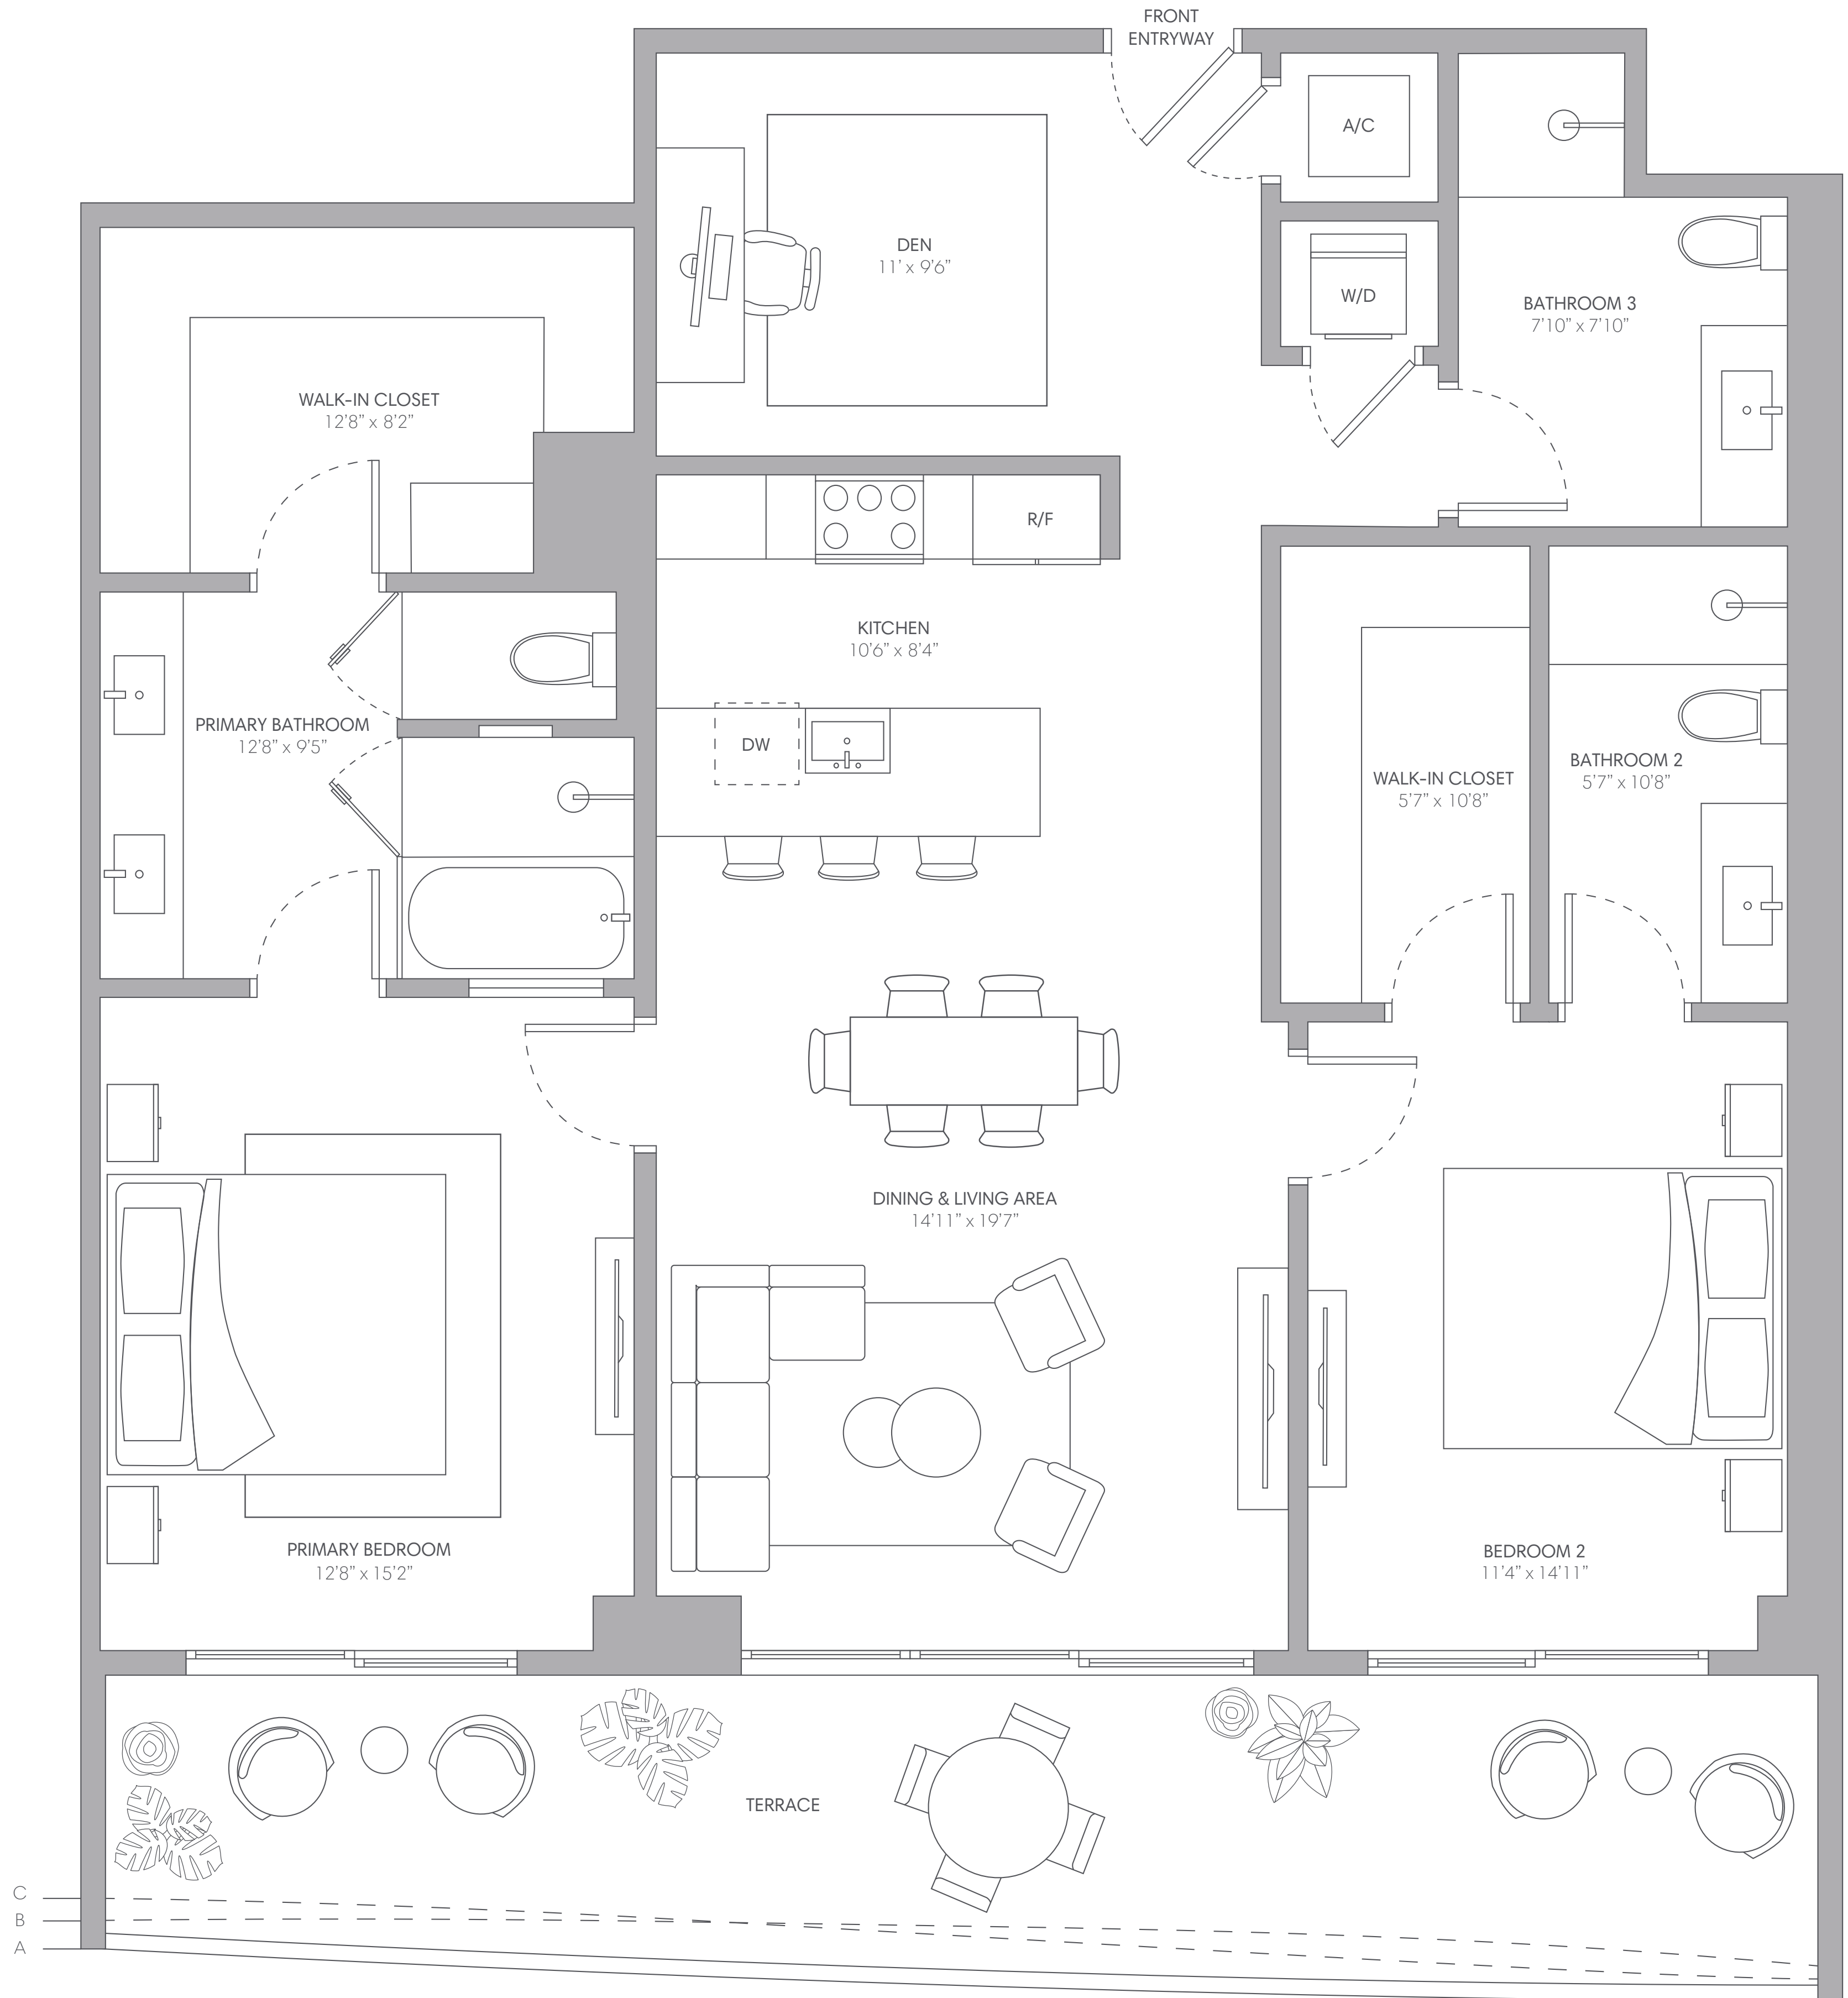 FRONT
ENTRYWAY
A/C
DEN
11’ x 9’6”
W/D
BATHROOM 3
7’10” x 7’10”
WALK-IN CLOSET
12’8” x 8’2”
R/F
KITCHEN
10’6” x 8’4”
PRIMARY BATHROOM
12’8” x 9’5”
DW
WALK-IN CLOSET
5’7” x 10’8”
BATHROOM 2
5’7” x 10’8”
DINING & LIVING AREA
14’11” x 19’7”
PRIMARY BEDROOM
12’8” x 15’2”
BEDROOM 2
11’4” x 14’11”
TERRACE
C
B
A